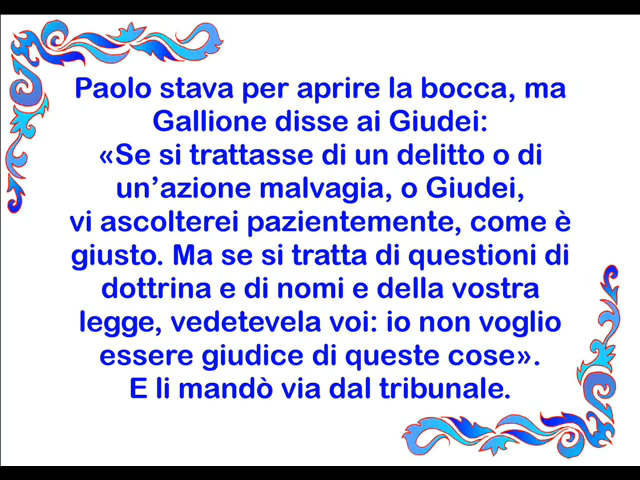 Paolo stava per aprire la bocca, ma
Gallione disse ai Giudei:
«Se si trattasse di un delitto o di
un’azione malvagia, o Giudei,
vi ascolterei pazientemente, come è
giusto. Ma se si tratta di questioni di
dottrina e di nomi e della vostra
legge, vedetevela voi: io non voglio
essere giudice di queste cose».
E li mandò via dal tribunale.